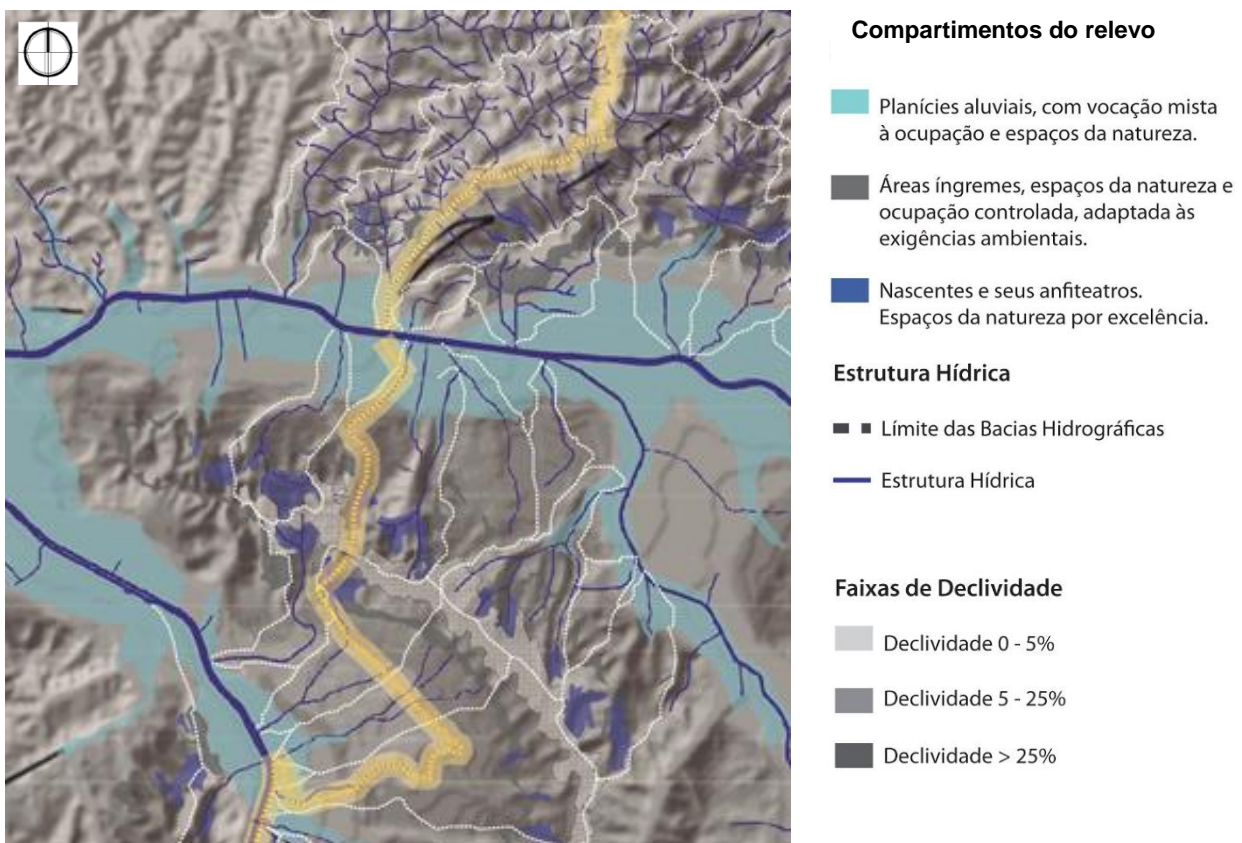 Compartimentos do relevo
Planícies aluviais, com vocação mista
à ocupação e espaços da natureza.
Áreas íngremes, espaços da natureza e
ocupação controlada, adaptada às
exigências ambientais.
Nascentes e seus anfiteatros.
Espaços da natureza por excelência.
Estrutura Hídrica
Límite das Bacias Hidrográficas
Estrutura Hídrica
Faixas de Declividade
Declividade 0 - 5%
Declividade 5 - 25%
Declividade > 25%